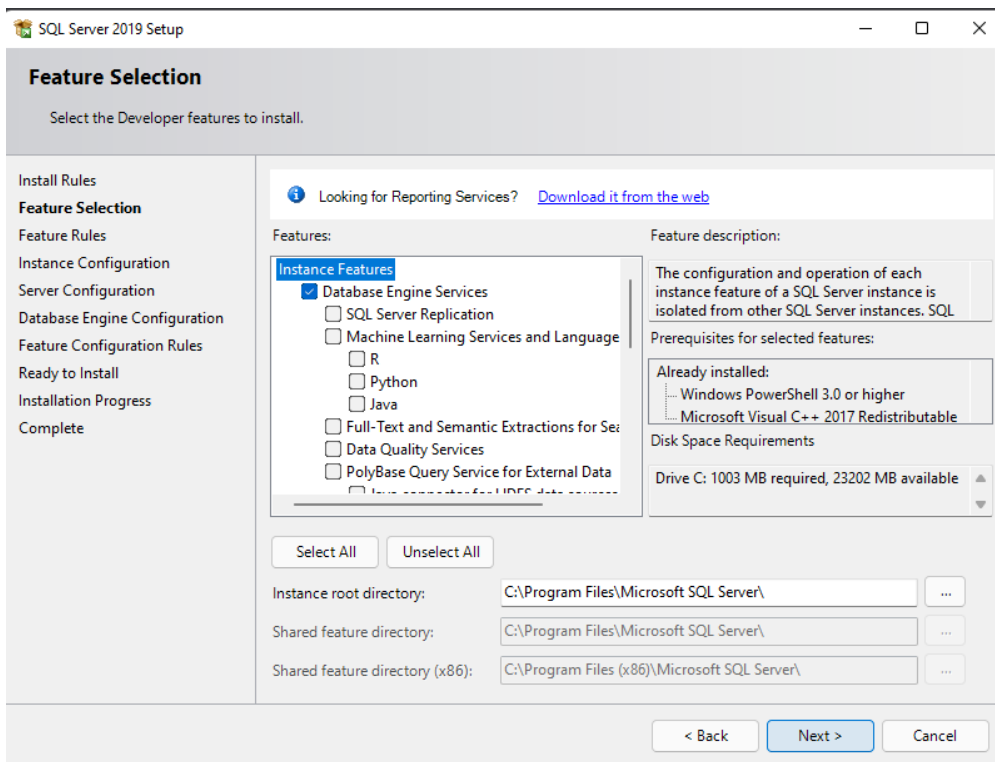 SQL Server 2019 Setup
Feature Selection
Select the Developer features to install.
Install Rules
Feature Selection
Feature Rules
Instance Configuration
Server Configuration
Database Engine Configuration
Feature Configuration Rules
Ready to Install
Installation Progress
Complete
Looking for Reporting Services? Download it from the web
Features:
Instance Features
Database Engine Services
SQL Server Replication
Machine Learning Services and Language
R
Python
Java
Full-Text and Semantic Extractions for Sea
Data Quality Services
PolyBase Query Service for External Data
Java connector for HDFS data sources
Feature description:
The configuration and operation of each
instance feature of a SQL Server instance is
isolated from other SQL Server instances. SQL
Prerequisites for selected features:
Already installed:
Windows PowerShell 3.0 or higher
Microsoft Visual C++ 2017 Redistributable
Disk Space Requirements
Drive C: 1003 MB required, 23202 MB available
Select All
Unselect All
Instance root directory:
C:\Program Files\Microsoft SQL Server\
...
Shared feature directory:
C:\Program Files\Microsoft SQL Server\
...
Shared feature directory (x86):
C:\Program Files (x86)\Microsoft SQL Server\
...
< Back
Next >
Cancel